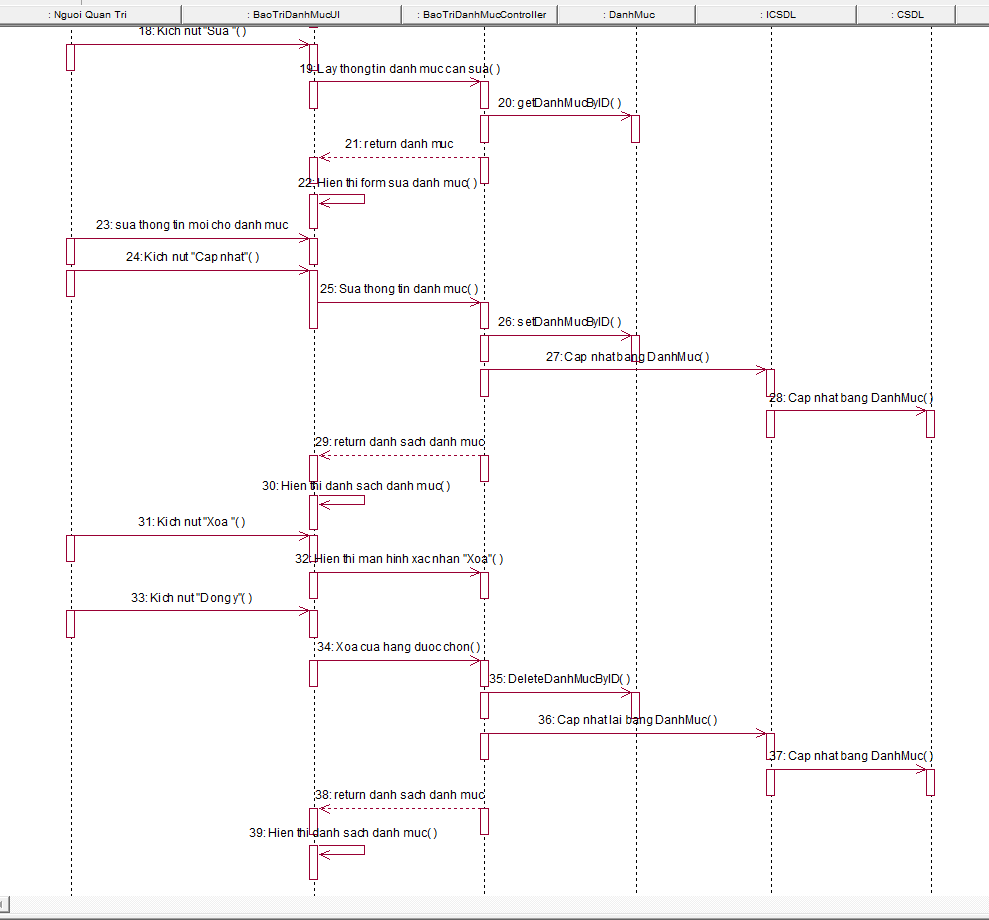 : Nguoi Quan Tri
: BaoTriDanhMucUI
: BaoTriDanhMucController
: DanhMuc
: ICSDL
: CSDL
18: Kich nut "Sua "( )
19: Lay thong tin danh muc can sua( )
20: getDanhMucByID( )
21: return danh muc
22: Hien thi form sua danh muc( )
23: sua thong tin moi cho danh muc
24: Kich nut "Cap nhat"( )
25: Sua thong tin danh muc( )
26: setDanhMucByID( )
27: Cap nhat bang DanhMuc( )
28: Cap nhat bang DanhMuc( )
29: return danh sach danh muc
30: Hien thi danh sach danh muc( )
31: Kich nut "Xoa "( )
32: Hien thi man hinh xac nhan "Xoa"( )
33: Kich nut "Dong y"( )
34: Xoa cua hang duoc chon( )
35: DeleteDanhMucByID( )
36: Cap nhat lai bang DanhMuc( )
37: Cap nhat bang DanhMuc( )
38: return danh sach danh muc
39: Hien thi danh sach danh muc( )